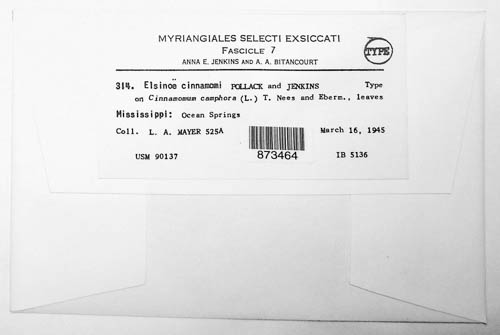 MYRIANGIALES SELECTI EXSICCATI
FASCICLE 7
ANNA E. JENKINS AND A. A. BITANCOURT
TYPE
314. Elsinoë cinnamomi POLLACK and JENKINS Type
on Cinnamomum camphora (L.) T. Nees and Eberm., leaves
Mississippi: Ocean Springs
Coll. L. A. MAYER 525A March 16, 1945
873464
USM 90137 IB 5136